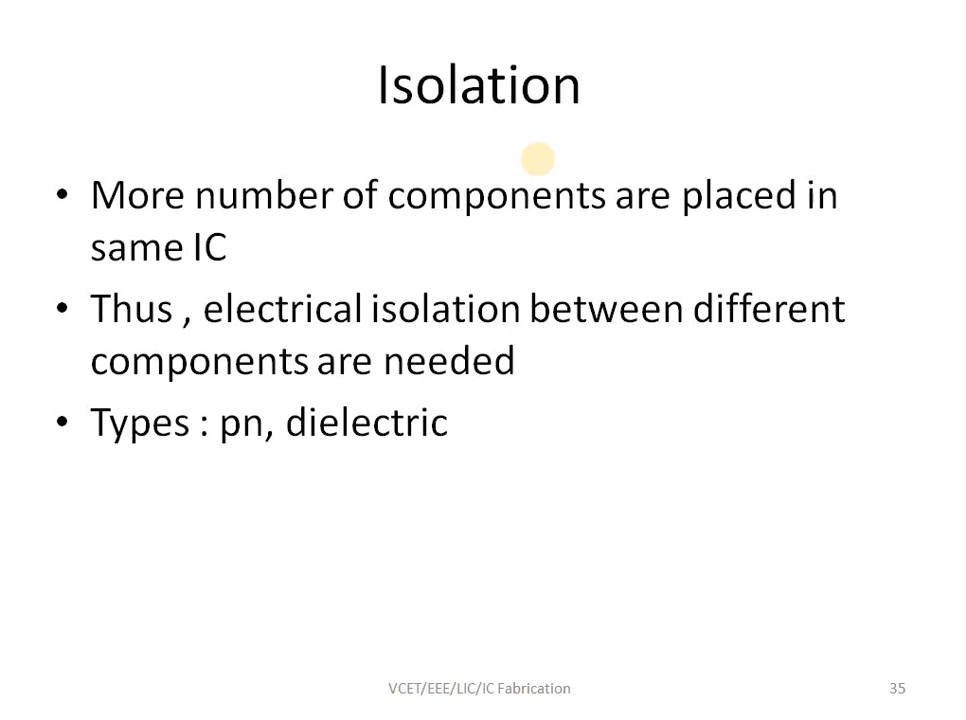 Isolation
• More number of components are placed in
same IC
• Thus , electrical isolation between different
components are needed
• Types : pn, dielectric
VCET/EEE/LIC/IC Fabrication
35